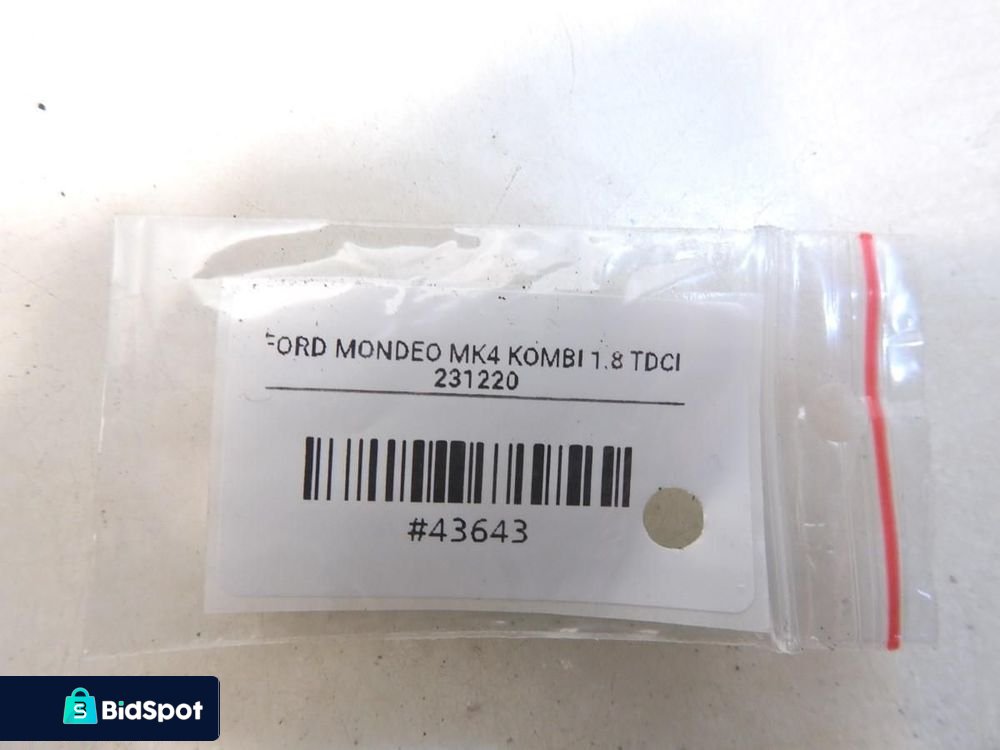 FORD MONDEO MK4 KOMBI 1.8 TDCI
231220
#43643
BidSpot